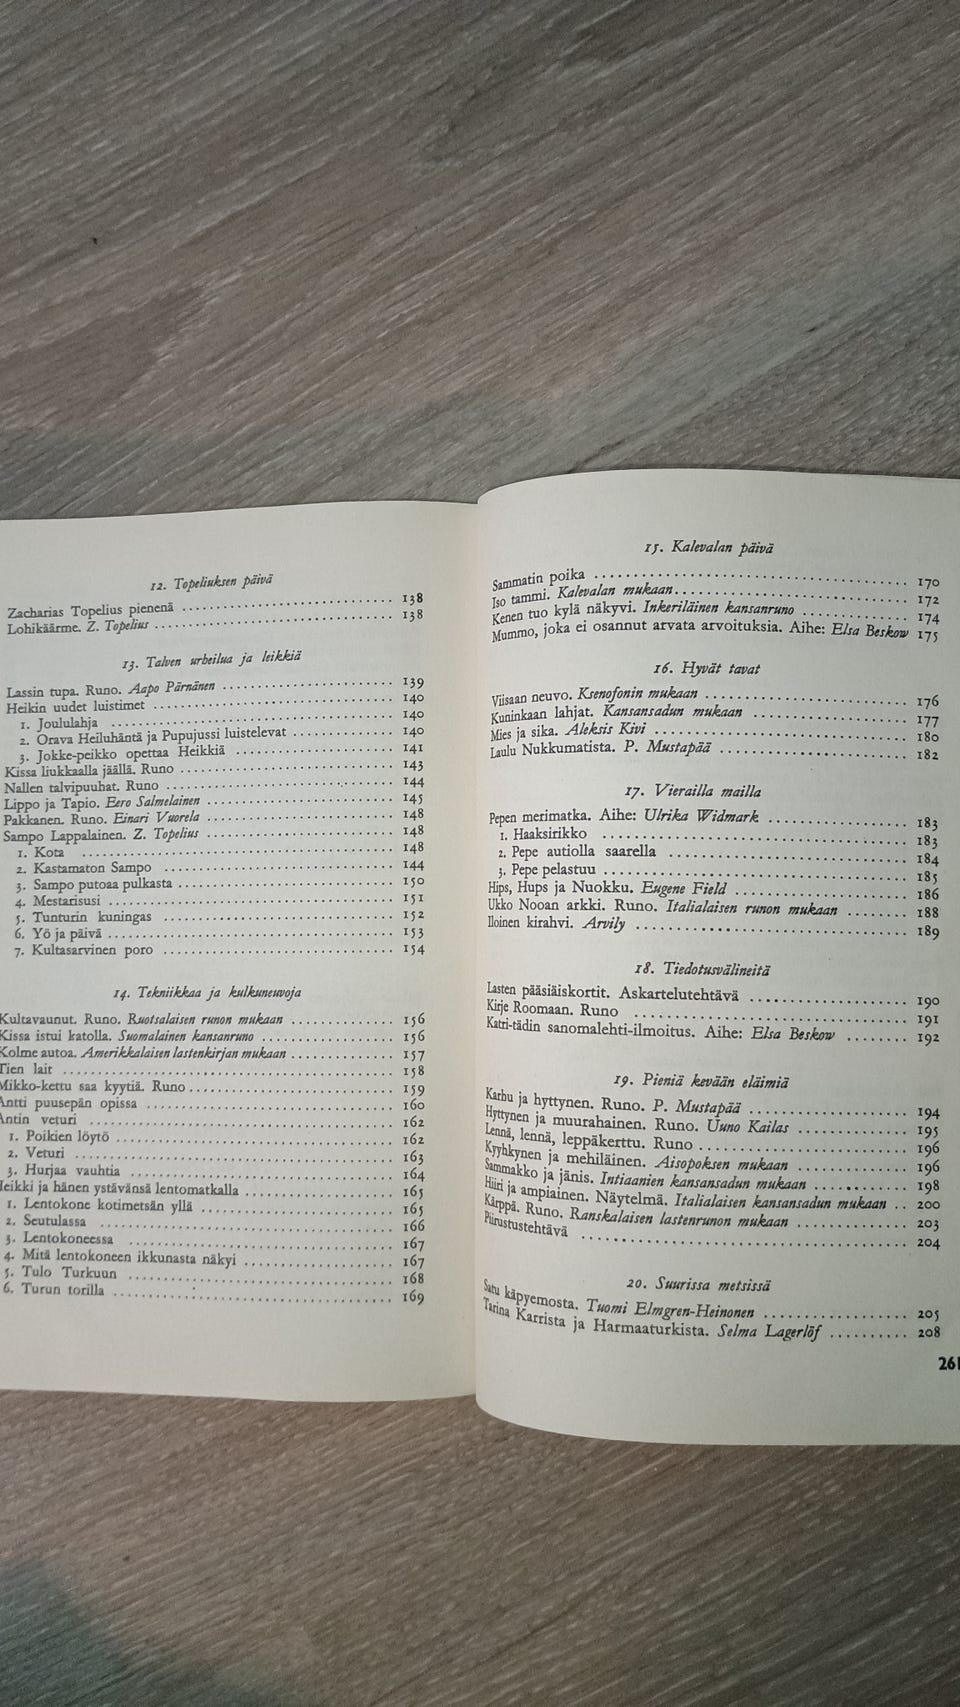 12. Topeliuksen päivä
Zacharias Topelius pienenä .......... 138
Lohikäärme. Z. Topelius .......... 138
13. Talven urheilua ja leikkiä
Lassin tupa. Runo. Aapo Pärnänen .......... 139
Heikin uudet luistimet .......... 140
1. Joululahja .......... 140
2. Orava Heiluhäntä ja Pupujussi luistelevat .......... 140
3. Jokke-peikko opettaa Heikkiä .......... 141
Kissa liukkaalla jäällä. Runo .......... 143
Nallen talvipuuhat. Runo .......... 144
Lippo ja Tapio. Eero Salmelainen .......... 145
Pakkanen. Runo. Einari Vuorela .......... 148
Sampo Lappalainen. Z. Topelius .......... 148
1. Kota .......... 148
2. Kastamaton Sampo .......... 144
3. Sampo putoaa pulkasta .......... 150
4. Mestarisusi .......... 151
5. Tunturin kuningas .......... 152
6. Yö ja päivä .......... 153
7. Kultasarvinen poro .......... 154
14. Tekniikkaa ja kulkuneuvoja
Kultavaunut. Runo. Ruotsalaisen runon mukaan .......... 156
Kissa istui katolla. Suomalainen kansanruno .......... 156
Kolme autoa. Amerikkalaisen lastenkirjan mukaan .......... 157
Tien lait .......... 158
Mikko-kettu saa kyytiä. Runo .......... 159
Antti puusepän opissa .......... 160
Antin veturi .......... 162
1. Poikien löytö .......... 162
2. Veturi .......... 163
3. Hurjaa vauhtia .......... 164
Heikki ja hänen ystävänsä lentomatkalla .......... 165
1. Lentokone kotimetsän yllä .......... 165
2. Seutulassa .......... 166
3. Lentokoneessa .......... 167
4. Mitä lentokoneen ikkunasta näkyi .......... 167
5. Tulo Turkuun .......... 168
6. Turun torilla .......... 169
15. Kalevalan päivä
Sammatin poika .......... 170
Iso tammi. Kalevalan mukaan .......... 172
Kenen tuo kylä näkyvi. Inkeriläinen kansanruno .......... 174
Mummo, joka ei osannut arvata arvoituksia. Aihe: Elsa Beskow 175
16. Hyvät tavat
Viisaan neuvo. Ksenofonin mukaan .......... 176
Kuninkaan lahjat. Kansansadun mukaan .......... 177
Mies ja sika. Aleksis Kivi .......... 180
Laulu Nukkumatista. P. Mustapää .......... 182
17. Vierailla mailla
Pepen merimatka. Aihe: Ulrika Widmark .......... 183
1. Haaksirikko .......... 183
2. Pepe autiolla saarella .......... 184
3. Pepe pelastuu .......... 185
Hips, Hups ja Nuokku. Eugene Field .......... 186
Ukko Nooan arkki. Runo. Italialaisen runon mukaan .......... 188
Iloinen kirahvi. Arvily .......... 189
18. Tiedotusvälineitä
Lasten pääsiäiskortit. Askartelutehtävä .......... 190
Kirje Roomaan. Runo .......... 191
Katri-tädin sanomalehti-ilmoitus. Aihe: Elsa Beskow .......... 192
19. Pieniä kevään eläimiä
Karhu ja hyttynen. Runo. P. Mustapää .......... 194
Hyttynen ja muurahainen. Runo. Uuno Kailas .......... 195
Lennä, lennä, leppäkerttu. Runo .......... 196
Kyyhkynen ja mehiläinen. Aisopoksen mukaan .......... 196
Sammakko ja jänis. Intiaanien kansansadun mukaan .......... 198
Hiiri ja ampiainen. Näytelmä. Italialaisen kansansadun mukaan .. 200
Kärppä. Runo. Ranskalaisen lastenrunon mukaan .......... 203
Piirustustehtävä .......... 204
20. Suurissa metsissä
Satu käpyemosta. Tuomi Elmgren-Heinonen .......... 205
Tarina Karrista ja Harmaaturkista. Selma Lagerlöf .......... 208
261